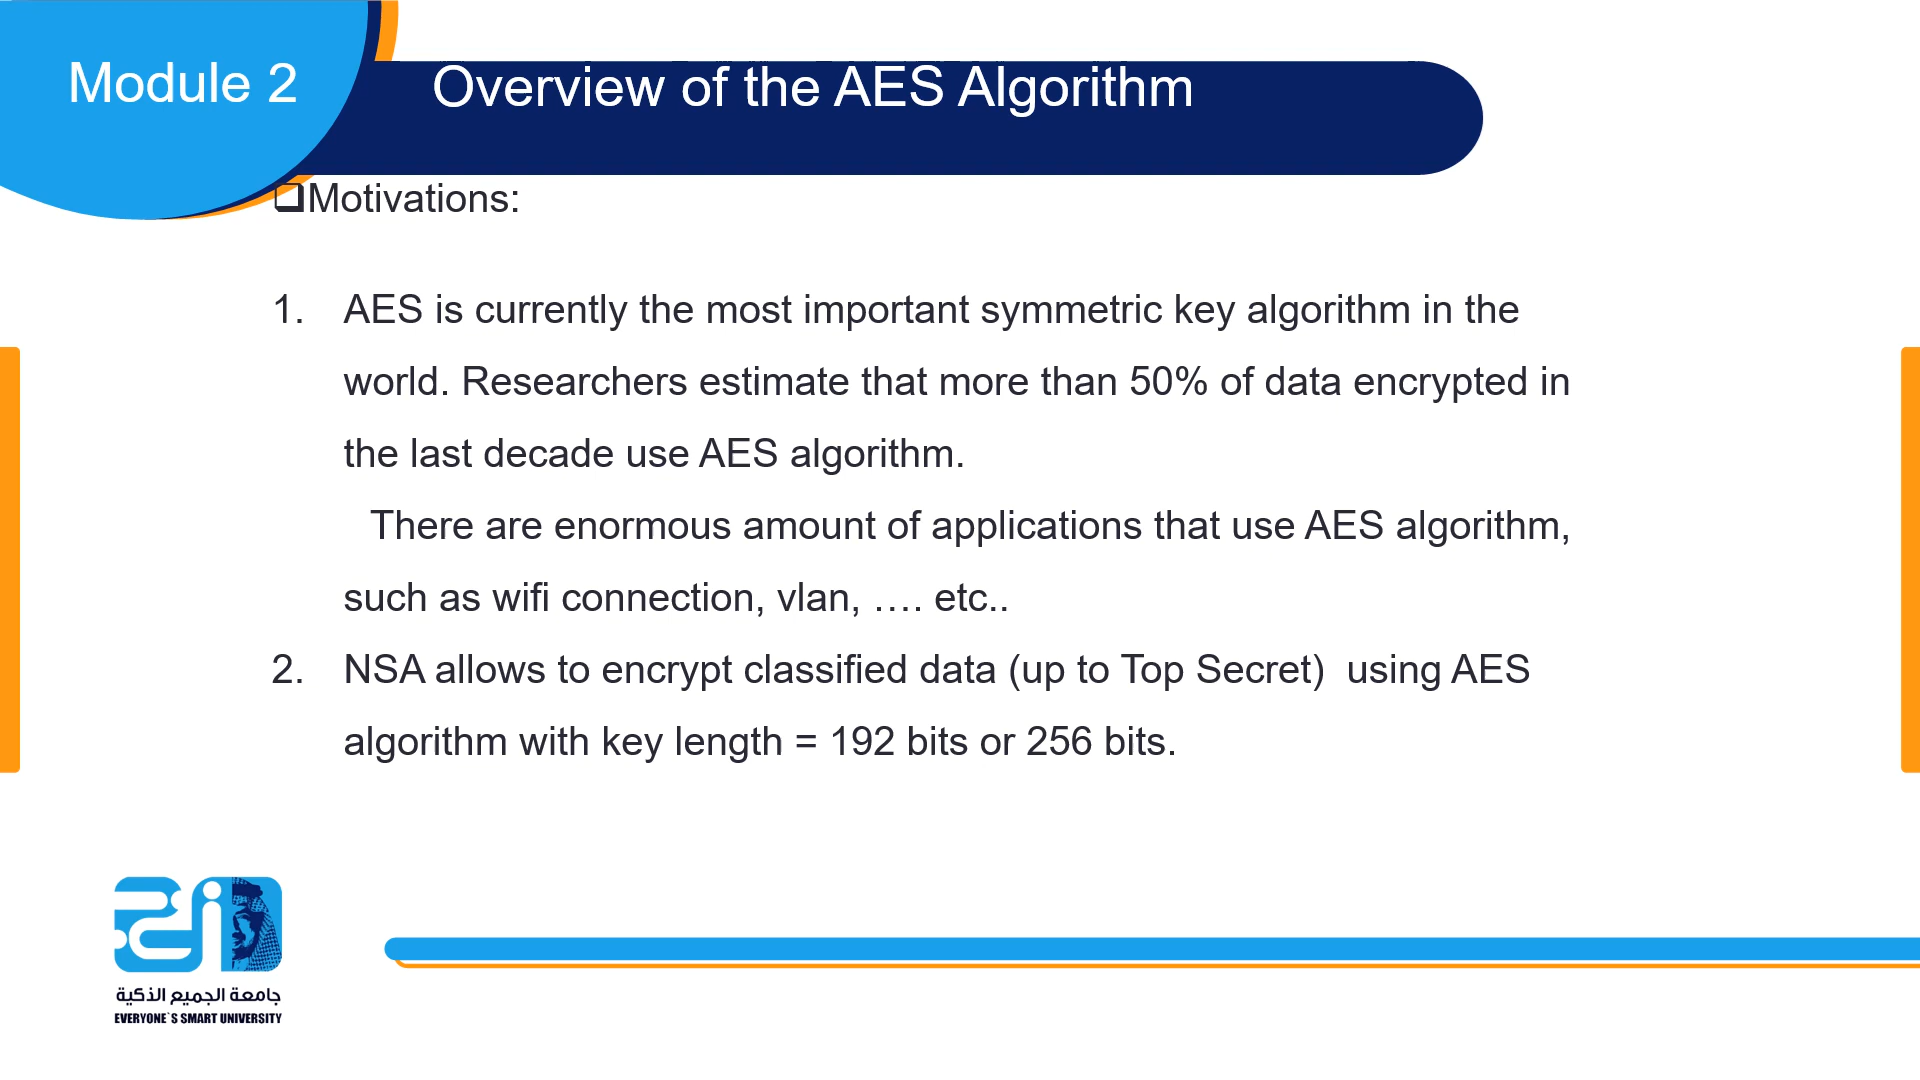 Module 2
Overview of the AES Algorithm
❑Motivations:
1. AES is currently the most important symmetric key algorithm in the
world. Researchers estimate that more than 50% of data encrypted in
the last decade use AES algorithm.
There are enormous amount of applications that use AES algorithm,
such as wifi connection, vlan, …. etc..
2. NSA allows to encrypt classified data (up to Top Secret)  using AES
algorithm with key length = 192 bits or 256 bits.
جامعة الجميع الذكية
EVERYONE`S SMART UNIVERSITY